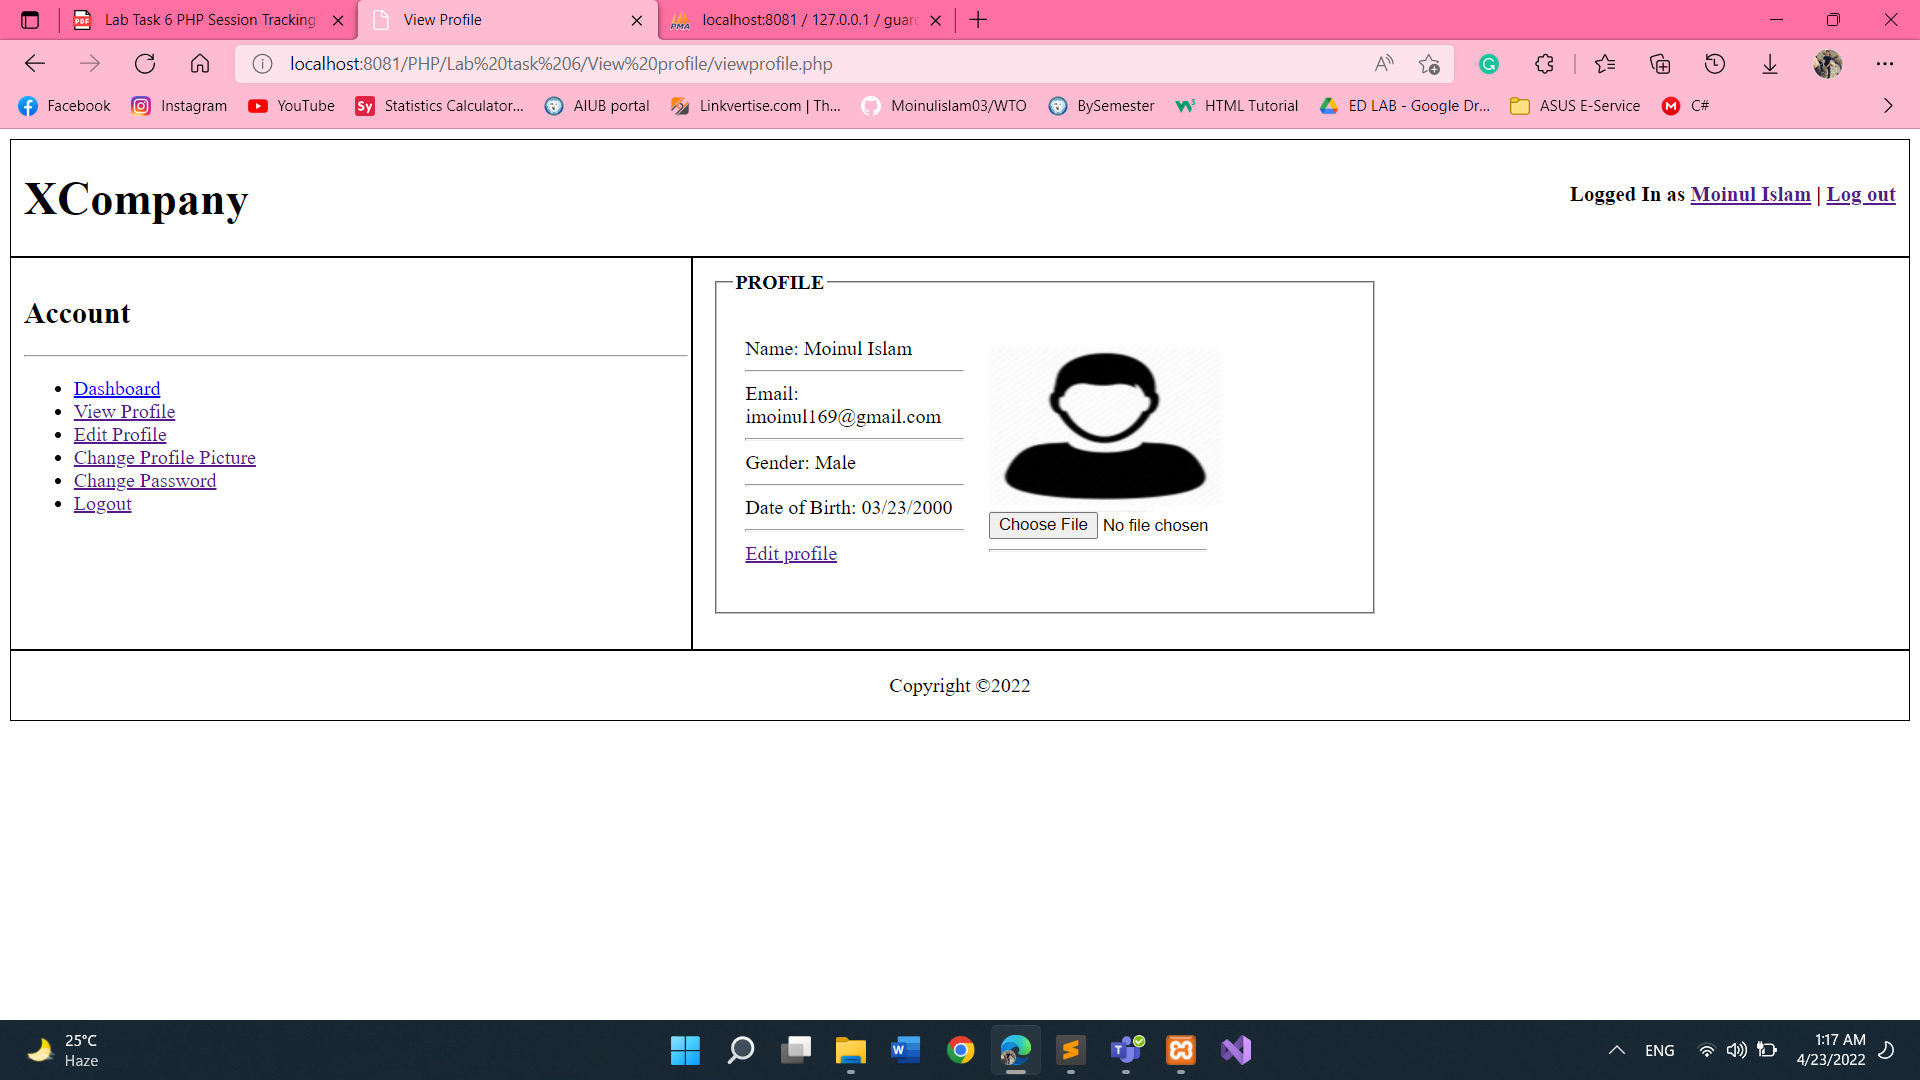 Lab Task 6 PHP Session Tracking
View Profile
localhost:8081 / 127.0.0.1 / guar
localhost:8081/PHP/Lab%20task%206/View%20profile/viewprofile.php
Facebook
Instagram
YouTube
Statistics Calculator...
AIUB portal
Linkvertise.com | Th...
Moinulislam03/WTO
BySemester
HTML Tutorial
ED LAB - Google Dr...
ASUS E-Service
C#
XCompany
Logged In as Moinul Islam | Log out
Account
Dashboard
View Profile
Edit Profile
Change Profile Picture
Change Password
Logout
PROFILE
Name: Moinul Islam
Email:
imoinul169@gmail.com
Gender: Male
Date of Birth: 03/23/2000
Edit profile
Choose File No file chosen
Copyright ©2022
25°C
Haze
ENG
1:17 AM
4/23/2022